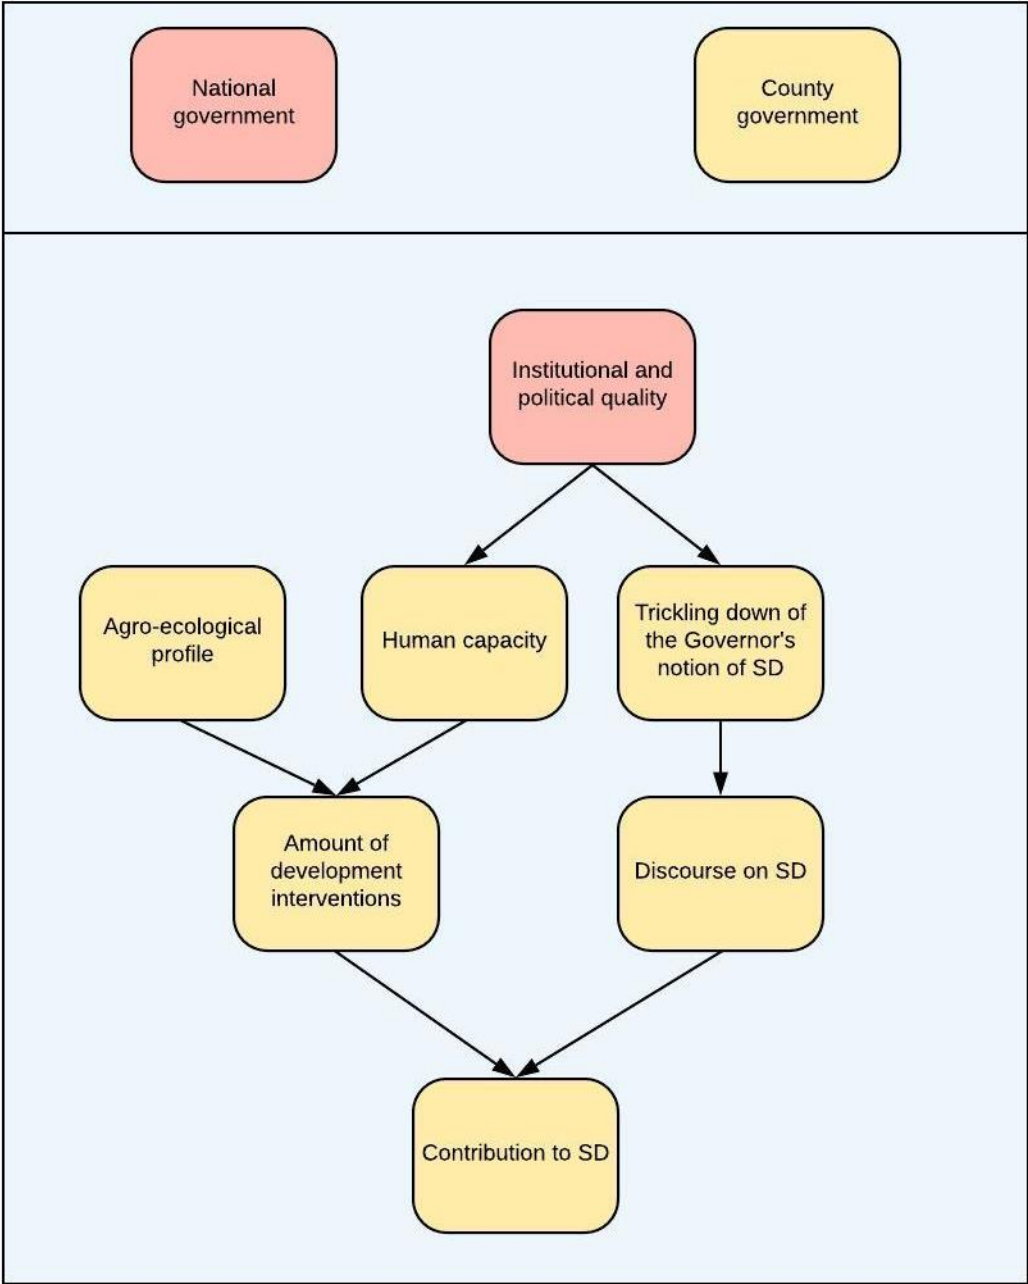 National
government
County
government
Institutional and
political quality
Agro-ecological
profile
Human capacity
Trickling down of
the Governor's
notion of SD
Amount of
development
interventions
Discourse on SD
Contribution to SD